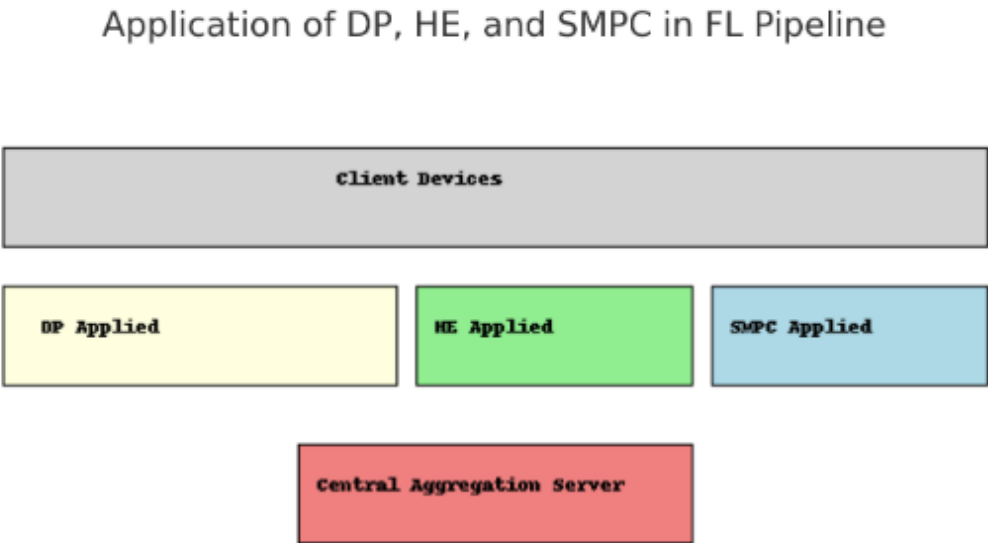 Application of DP, HE, and SMPC in FL Pipeline
Client Devices
DP Applied
HE Applied
SMPC Applied
Central Aggregation Server